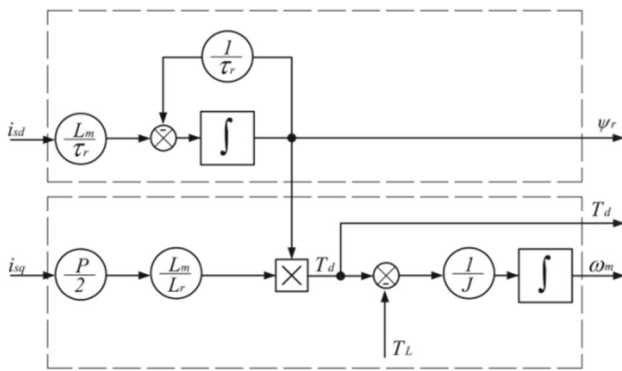 1
τr
isd
Lm
τr
-
∫
ψr
Td
isq
P
2
Lm
Lr
×
Td
-
1
J
∫
ωm
TL